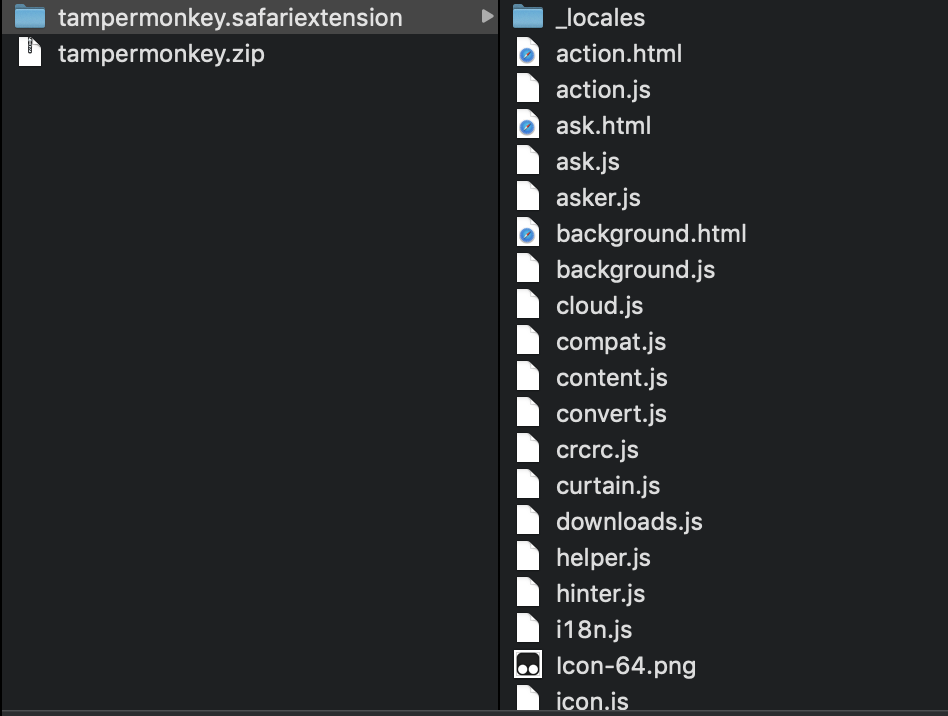 tampermonkey.safariextension
tampermonkey.zip
_locales
action.html
action.js
ask.html
ask.js
asker.js
background.html
background.js
cloud.js
compat.js
content.js
convert.js
crcrc.js
curtain.js
downloads.js
helper.js
hinter.js
i18n.js
Icon-64.png
icon.js